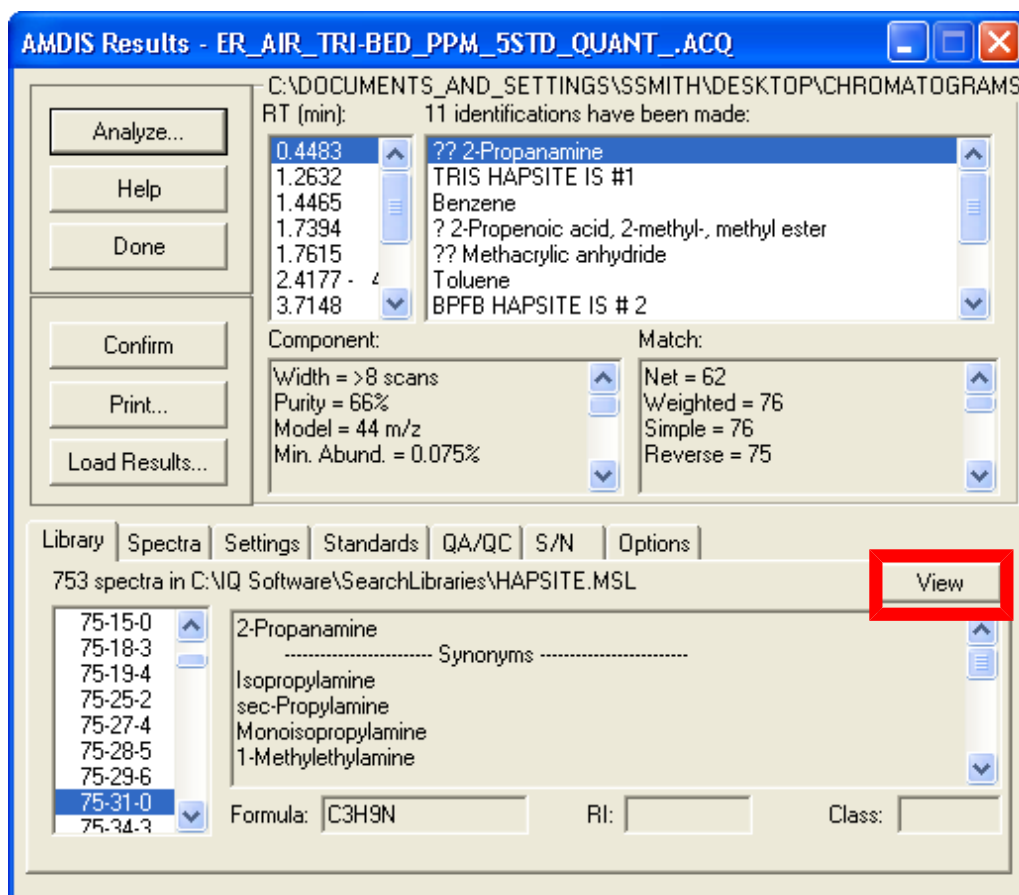 AMDIS Results - ER_AIR_TRI-BED_PPM_5STD_QUANT_.ACQ
C:\DOCUMENTS_AND_SETTINGS\SSMITH\DESKTOP\CHROMATOGRAMS
Analyze...
Help
Done
Confirm
Print...
Load Results...
RT (min): 11 identifications have been made:
0.4483 ?? 2-Propanamine
1.2632 TRIS HAPSITE IS #1
1.4465 Benzene
1.7394 ? 2-Propenoic acid, 2-methyl-, methyl ester
1.7615 ?? Methacrylic anhydride
2.4177 - 4 Toluene
3.7148 BPFB HAPSITE IS # 2
Component:
Width = >8 scans
Purity = 66%
Model = 44 m/z
Min. Abund. = 0.075%
Match:
Net = 62
Weighted = 76
Simple = 76
Reverse = 75
Library Spectra Settings Standards QA/QC S/N Options
753 spectra in C:\IQ Software\SearchLibraries\HAPSITE.MSL
View
75-15-0
75-18-3
75-19-4
75-25-2
75-27-4
75-28-5
75-29-6
75-31-0
75-34-3
2-Propanamine
------------------------ Synonyms ------------------------
Isopropylamine
sec-Propylamine
Monoisopropylamine
1-Methylethylamine
Formula: C3H9N RI: Class: